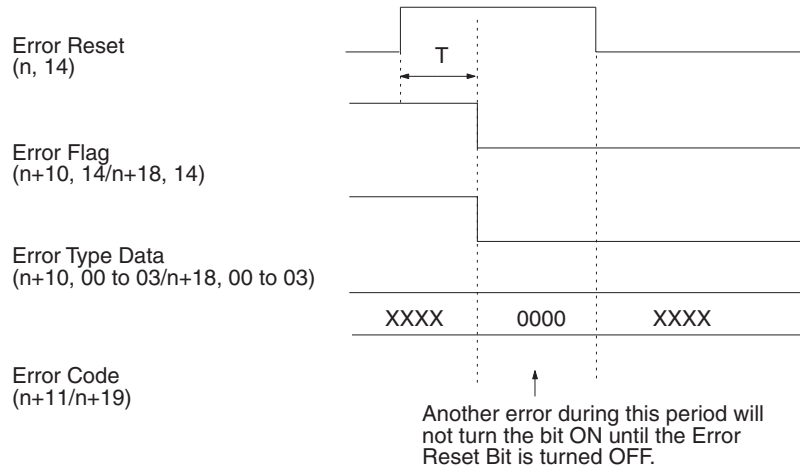 Error Reset
(n, 14)
T
Error Flag
(n+10, 14/n+18, 14)
Error Type Data
(n+10, 00 to 03/n+18, 00 to 03)
XXXX 0000 XXXX
Error Code
(n+11/n+19)
Another error during this period will
not turn the bit ON until the Error
Reset Bit is turned OFF.